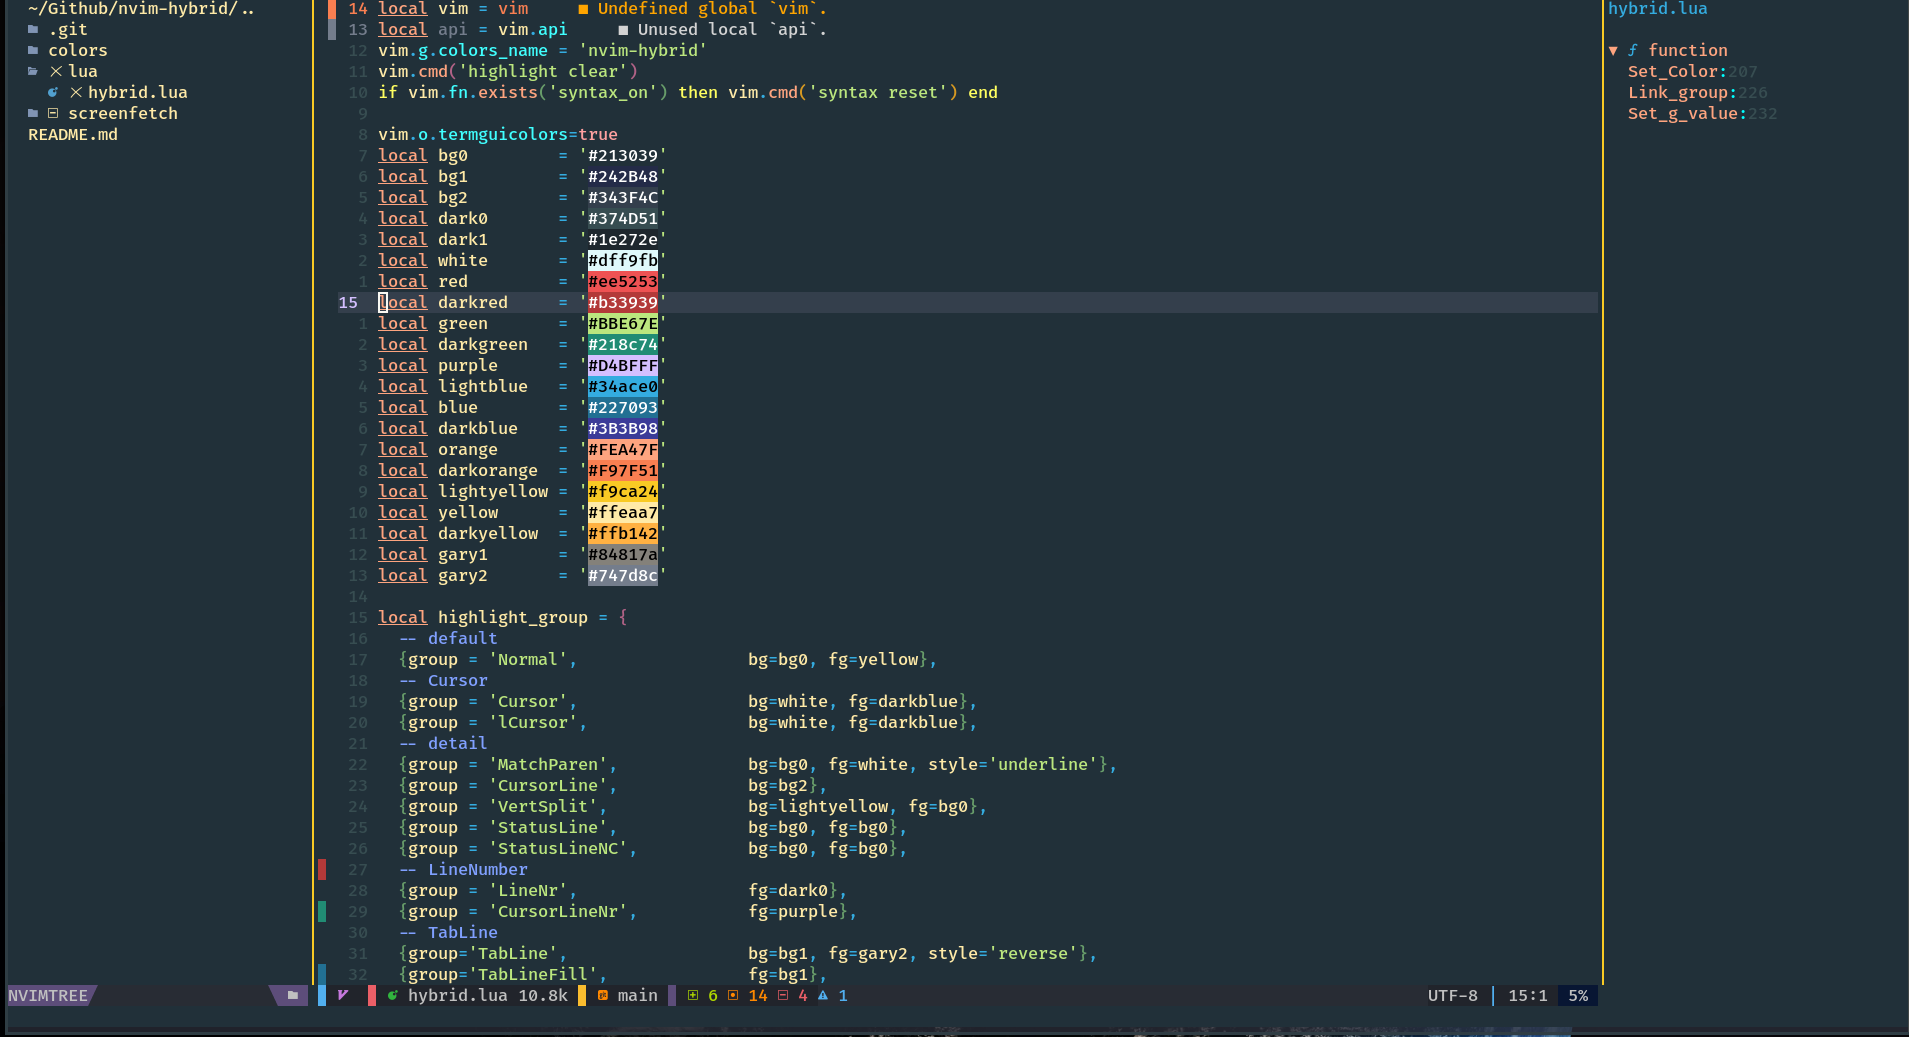 ~/Github/nvim-hybrid/..
.git
colors
lua
hybrid.lua
screenfetch
README.md
14 local vim = vim ■ Undefined global `vim`.
13 local api = vim.api ■ Unused local `api`.
12 vim.g.colors_name = 'nvim-hybrid'
11 vim.cmd('highlight clear')
10 if vim.fn.exists('syntax_on') then vim.cmd('syntax reset') end
9
8 vim.o.termguicolors=true
7 local bg0 = '#213039'
6 local bg1 = '#242B48'
5 local bg2 = '#343F4C'
4 local dark0 = '#374D51'
3 local dark1 = '#1e272e'
2 local white = '#dff9fb'
1 local red = '#ee5253'
15 local darkred = '#b33939'
1 local green = '#BBE67E'
2 local darkgreen = '#218c74'
3 local purple = '#D4BFFF'
4 local lightblue = '#34ace0'
5 local blue = '#227093'
6 local darkblue = '#3B3B98'
7 local orange = '#FEA47F'
8 local darkorange = '#F97F51'
9 local lightyellow = '#f9ca24'
10 local yellow = '#ffeaa7'
11 local darkyellow = '#ffb142'
12 local gary1 = '#84817a'
13 local gary2 = '#747d8c'
14
15 local highlight_group = {
16 -- default
17 {group = 'Normal', bg=bg0, fg=yellow},
18 -- Cursor
19 {group = 'Cursor', bg=white, fg=darkblue},
20 {group = 'lCursor', bg=white, fg=darkblue},
21 -- detail
22 {group = 'MatchParen', bg=bg0, fg=white, style='underline'},
23 {group = 'CursorLine', bg=bg2},
24 {group = 'VertSplit', bg=lightyellow, fg=bg0},
25 {group = 'StatusLine', bg=bg0, fg=bg0},
26 {group = 'StatusLineNC', bg=bg0, fg=bg0},
27 -- LineNumber
28 {group = 'LineNr', fg=dark0},
29 {group = 'CursorLineNr', fg=purple},
30 -- TabLine
31 {group='TabLine', bg=bg1, fg=gary2, style='reverse'},
32 {group='TabLineFill', fg=bg1},
hybrid.lua
▼ ƒ function
Set_Color:207
Link_group:226
Set_g_value:232
NVIMTREE
hybrid.lua 10.8k main 6 14 4 1
UTF-8 15:1 5%